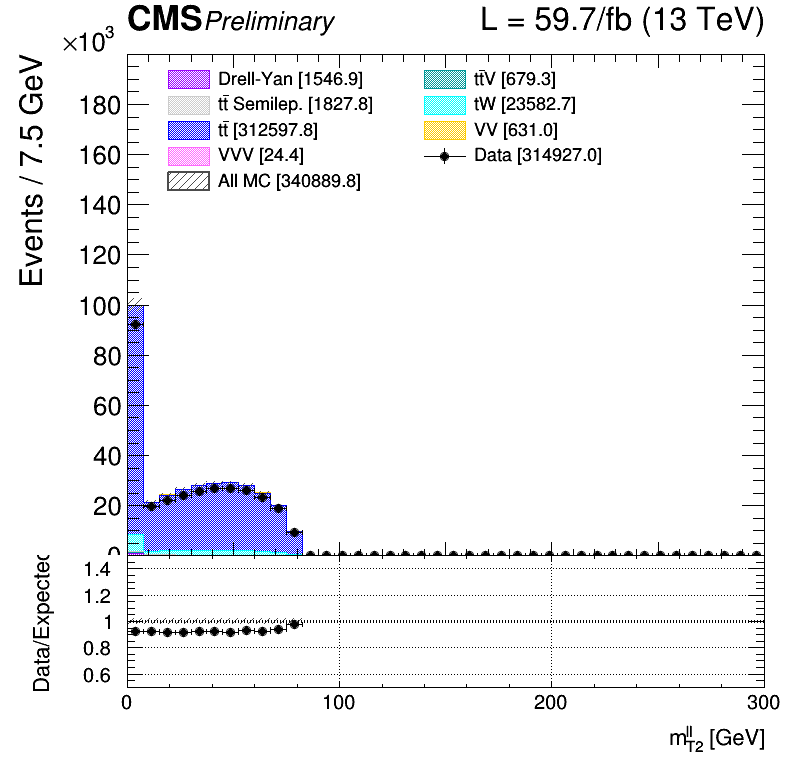 CMS Preliminary L = 59.7/fb (13 TeV)
×10³
Events / 7.5 GeV
180
160
140
120
100
80
60
40
20
0
Drell-Yan [1546.9]
tt̄ Semilep. [1827.8]
tt̄ [312597.8]
VVV [24.4]
All MC [340889.8]
tt̄V [679.3]
tW [23582.7]
VV [631.0]
Data [314927.0]
Data/Expected
1.4
1.2
1
0.8
0.6
0 100 200 300
m_{T2}^{ll} [GeV]